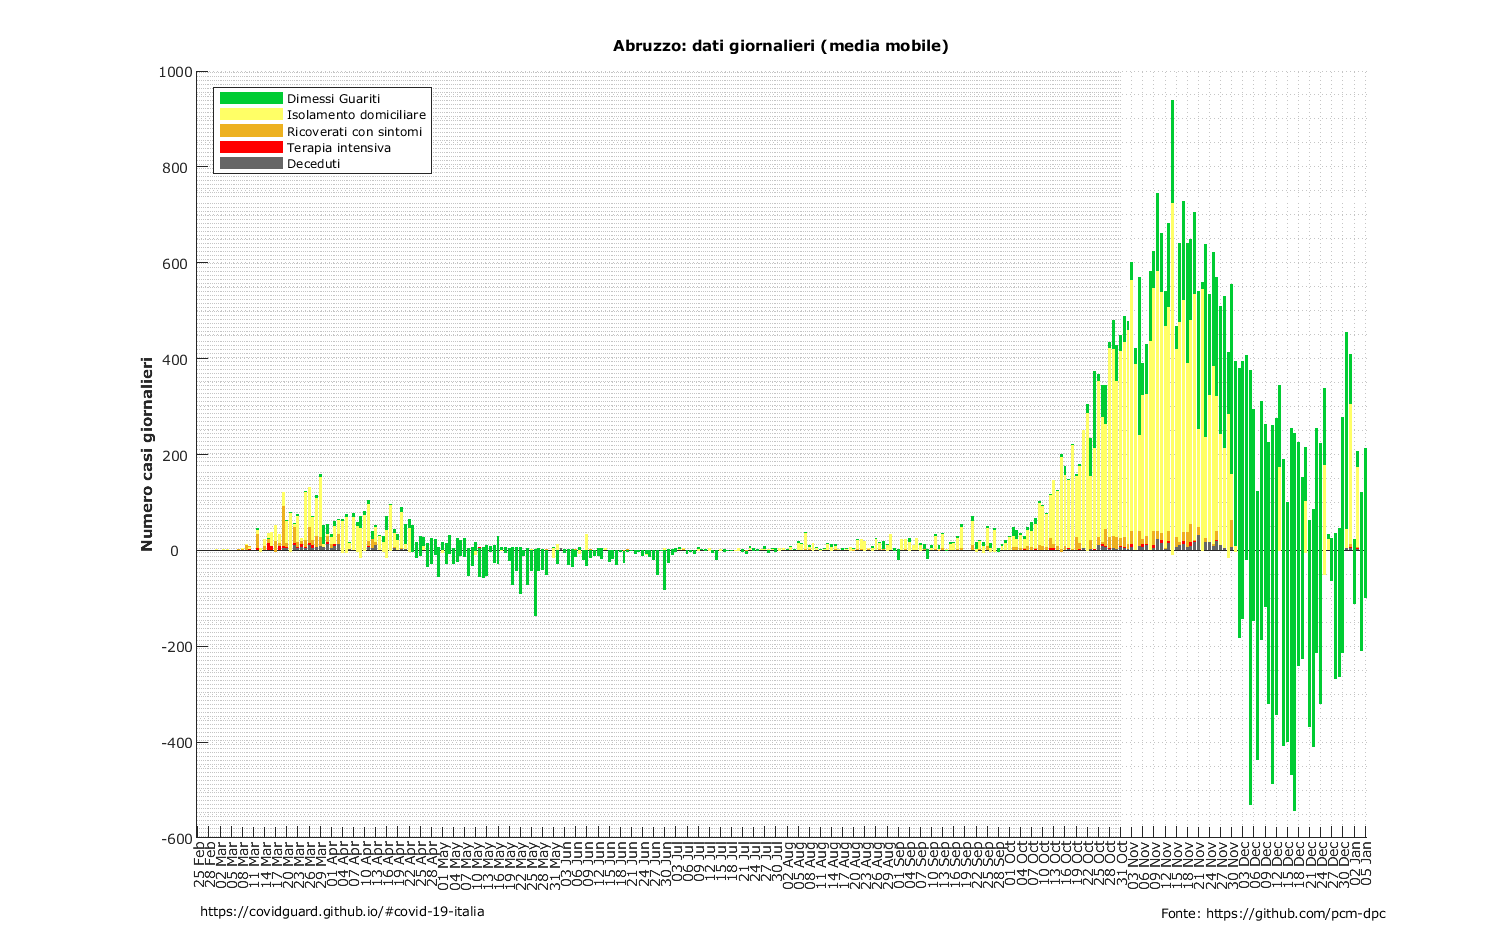 Abruzzo: dati giornalieri (media mobile)
1000
800
600
400
200
0
-200
-400
-600
Numero casi giornalieri
Dimessi Guariti
Isolamento domiciliare
Ricoverati con sintomi
Terapia intensiva
Deceduti
25 Feb
28 Feb
02 Mar
05 Mar
08 Mar
11 Mar
14 Mar
17 Mar
20 Mar
23 Mar
26 Mar
29 Mar
01 Apr
04 Apr
07 Apr
10 Apr
13 Apr
16 Apr
19 Apr
22 Apr
25 Apr
28 Apr
01 May
04 May
07 May
10 May
13 May
16 May
19 May
22 May
25 May
28 May
31 May
03 Jun
06 Jun
09 Jun
12 Jun
15 Jun
18 Jun
21 Jun
24 Jun
27 Jun
30 Jun
03 Jul
06 Jul
09 Jul
12 Jul
15 Jul
18 Jul
21 Jul
24 Jul
27 Jul
30 Jul
02 Aug
05 Aug
08 Aug
11 Aug
14 Aug
17 Aug
20 Aug
23 Aug
26 Aug
29 Aug
01 Sep
04 Sep
07 Sep
10 Sep
13 Sep
16 Sep
19 Sep
22 Sep
25 Sep
28 Sep
01 Oct
04 Oct
07 Oct
10 Oct
13 Oct
16 Oct
19 Oct
22 Oct
25 Oct
28 Oct
31 Oct
03 Nov
06 Nov
09 Nov
12 Nov
15 Nov
18 Nov
21 Nov
24 Nov
27 Nov
30 Nov
03 Dec
06 Dec
09 Dec
12 Dec
15 Dec
18 Dec
21 Dec
24 Dec
27 Dec
30 Dec
02 Jan
05 Jan
https://covidguard.github.io/#covid-19-italia
Fonte: https://github.com/pcm-dpc